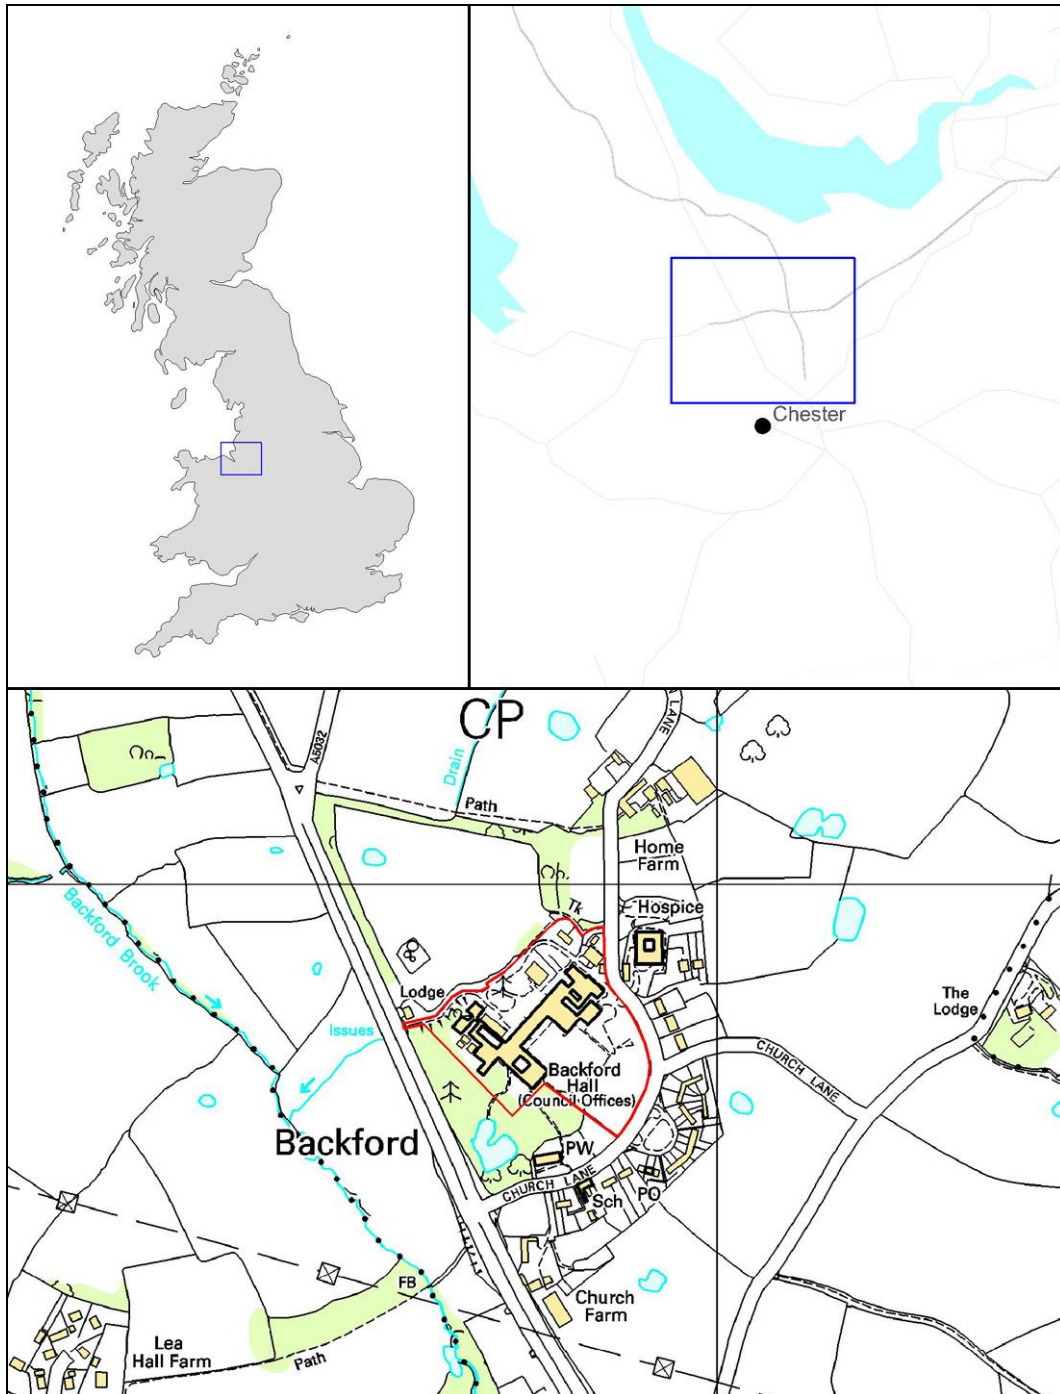 Chester
CP
A5032
LANE
Drain
Path
Home
Farm
Backford Brook
Tk
Hospice
Lodge
The
Lodge
Issues
CHURCH LANE
Backford
Hall
(Council Offices)
Backford
PW
CHURCH LANE
Sch
PO
FB
Church
Farm
Lea
Hall Farm
Path